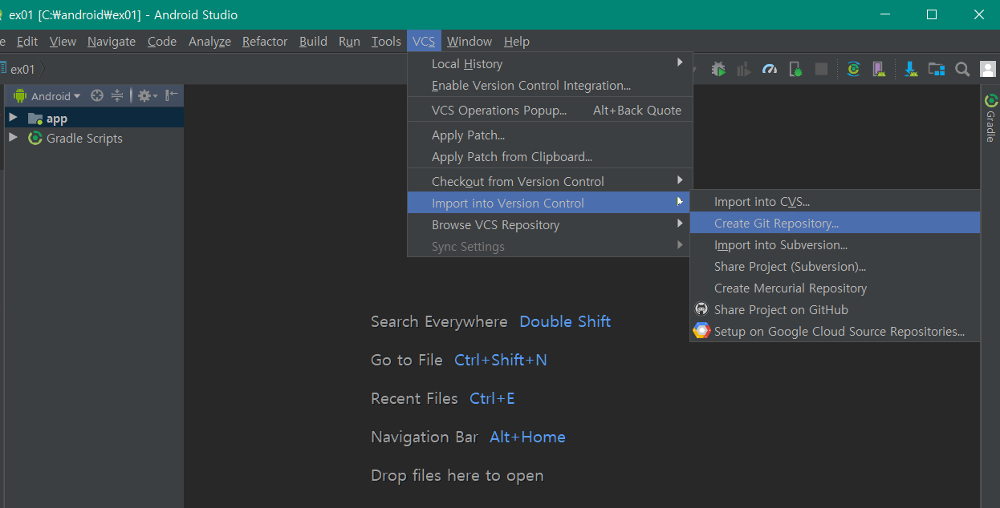 ex01 [C:₩android₩ex01] - Android Studio
e Edit View Navigate Code Analyze Refactor Build Run Tools VCS Window Help
ex01
Android
app
Gradle Scripts
Local History
Enable Version Control Integration...
VCS Operations Popup... Alt+Back Quote
Apply Patch...
Apply Patch from Clipboard...
Checkout from Version Control
Import into Version Control
Browse VCS Repository
Sync Settings
Import into CVS...
Create Git Repository...
Import into Subversion...
Share Project (Subversion)...
Create Mercurial Repository
Share Project on GitHub
Setup on Google Cloud Source Repositories...
Search Everywhere Double Shift
Go to File Ctrl+Shift+N
Recent Files Ctrl+E
Navigation Bar Alt+Home
Drop files here to open
Gradle